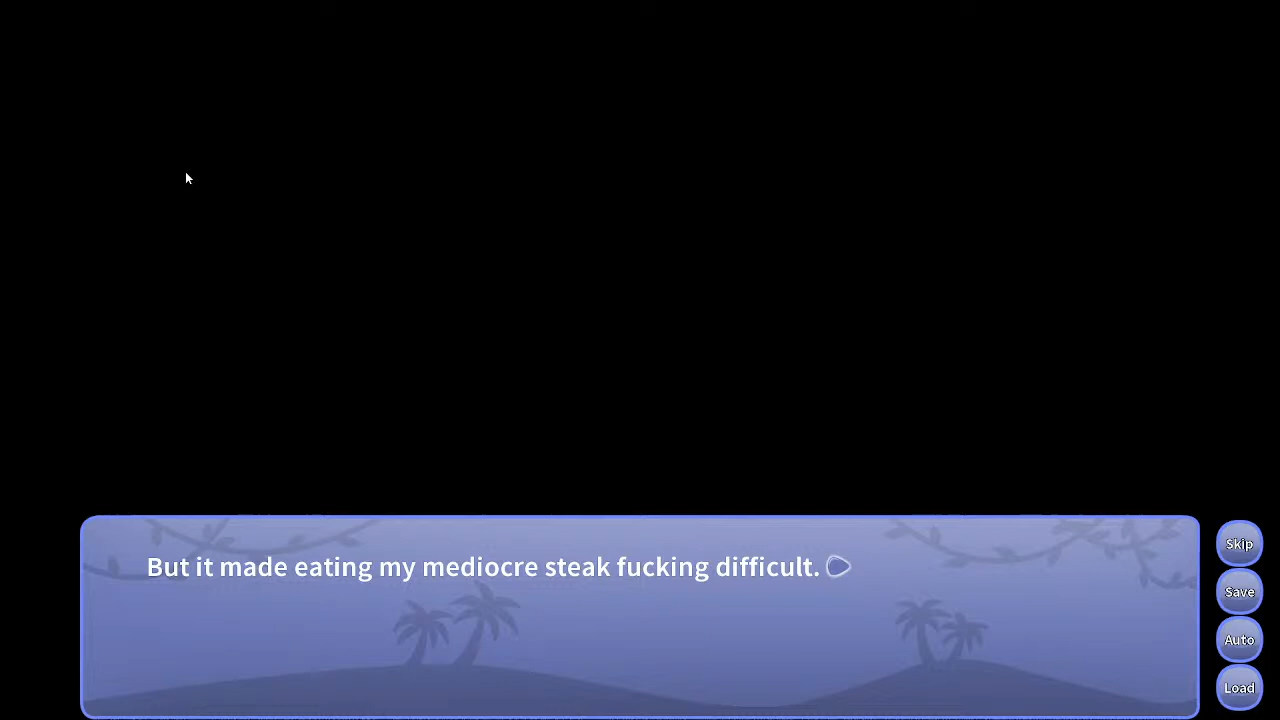 But it made eating my mediocre steak fucking difficult.
Skip
Save
Auto
Load